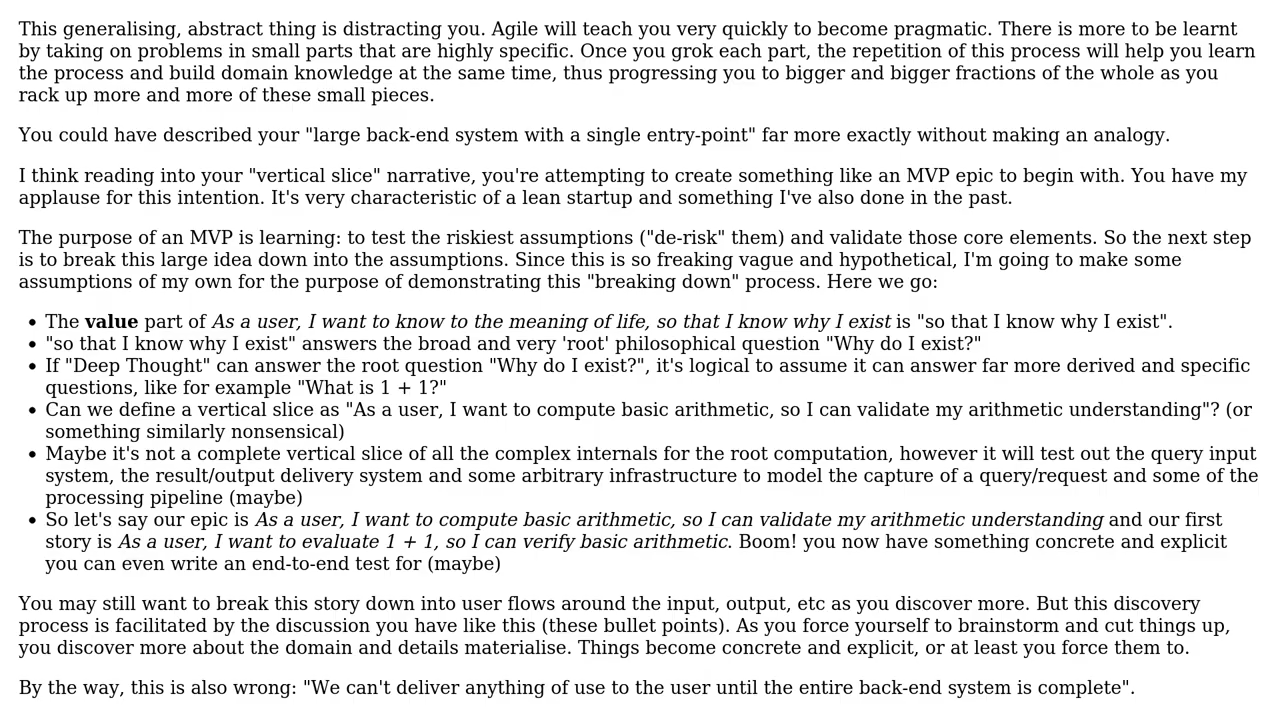 This generalising, abstract thing is distracting you. Agile will teach you very quickly to become pragmatic. There is more to be learnt
by taking on problems in small parts that are highly specific. Once you grok each part, the repetition of this process will help you learn
the process and build domain knowledge at the same time, thus progressing you to bigger and bigger fractions of the whole as you
rack up more and more of these small pieces.
You could have described your "large back-end system with a single entry-point" far more exactly without making an analogy.
I think reading into your "vertical slice" narrative, you're attempting to create something like an MVP epic to begin with. You have my
applause for this intention. It's very characteristic of a lean startup and something I've also done in the past.
The purpose of an MVP is learning: to test the riskiest assumptions ("de-risk" them) and validate those core elements. So the next step
is to break this large idea down into the assumptions. Since this is so freaking vague and hypothetical, I'm going to make some
assumptions of my own for the purpose of demonstrating this "breaking down" process. Here we go:
• The value part of As a user, I want to know to the meaning of life, so that I know why I exist is "so that I know why I exist".
• "so that I know why I exist" answers the broad and very 'root' philosophical question "Why do I exist?"
• If "Deep Thought" can answer the root question "Why do I exist?", it's logical to assume it can answer far more derived and specific
questions, like for example "What is 1 + 1?"
• Can we define a vertical slice as "As a user, I want to compute basic arithmetic, so I can validate my arithmetic understanding"? (or
something similarly nonsensical)
• Maybe it's not a complete vertical slice of all the complex internals for the root computation, however it will test out the query input
system, the result/output delivery system and some arbitrary infrastructure to model the capture of a query/request and some of the
processing pipeline (maybe)
• So let's say our epic is As a user, I want to compute basic arithmetic, so I can validate my arithmetic understanding and our first
story is As a user, I want to evaluate 1 + 1, so I can verify basic arithmetic. Boom! you now have something concrete and explicit
you can even write an end-to-end test for (maybe)
You may still want to break this story down into user flows around the input, output, etc as you discover more. But this discovery
process is facilitated by the discussion you have like this (these bullet points). As you force yourself to brainstorm and cut things up,
you discover more about the domain and details materialise. Things become concrete and explicit, or at least you force them to.
By the way, this is also wrong: "We can't deliver anything of use to the user until the entire back-end system is complete".